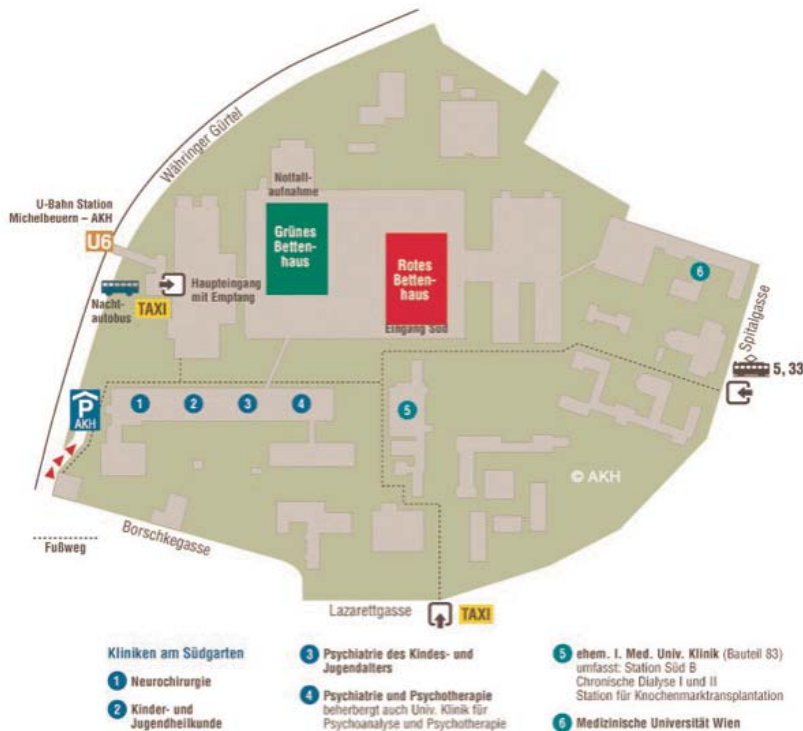 Währinger Gürtel
Notfall-
aufnahme
U-Bahn Station
Michelbeuern – AKH
U6
Grünes
Betten-
haus
Rotes
Betten-
haus
Eingang Süd
6
Haupteingang
mit Empfang
Nacht-
autobus
TAXI
Spitalgasse
5, 33
P
AKH
1
2
3
4
5
© AKH
Borschkegasse
Fußweg
Lazarettgasse
TAXI
Kliniken am Südgarten
1 Neurochirurgie
2 Kinder- und
Jugendheilkunde
3 Psychiatrie des Kindes- und
Jugendalters
4 Psychiatrie und Psychotherapie
beherbergt auch Univ. Klinik für
Psychoanalyse und Psychotherapie
5 ehem. I. Med. Univ. Klinik (Bauteil 83)
umfasst: Station Süd B
Chronische Dialyse I und II
Station für Knochenmarktransplantation
6 Medizinische Universität Wien